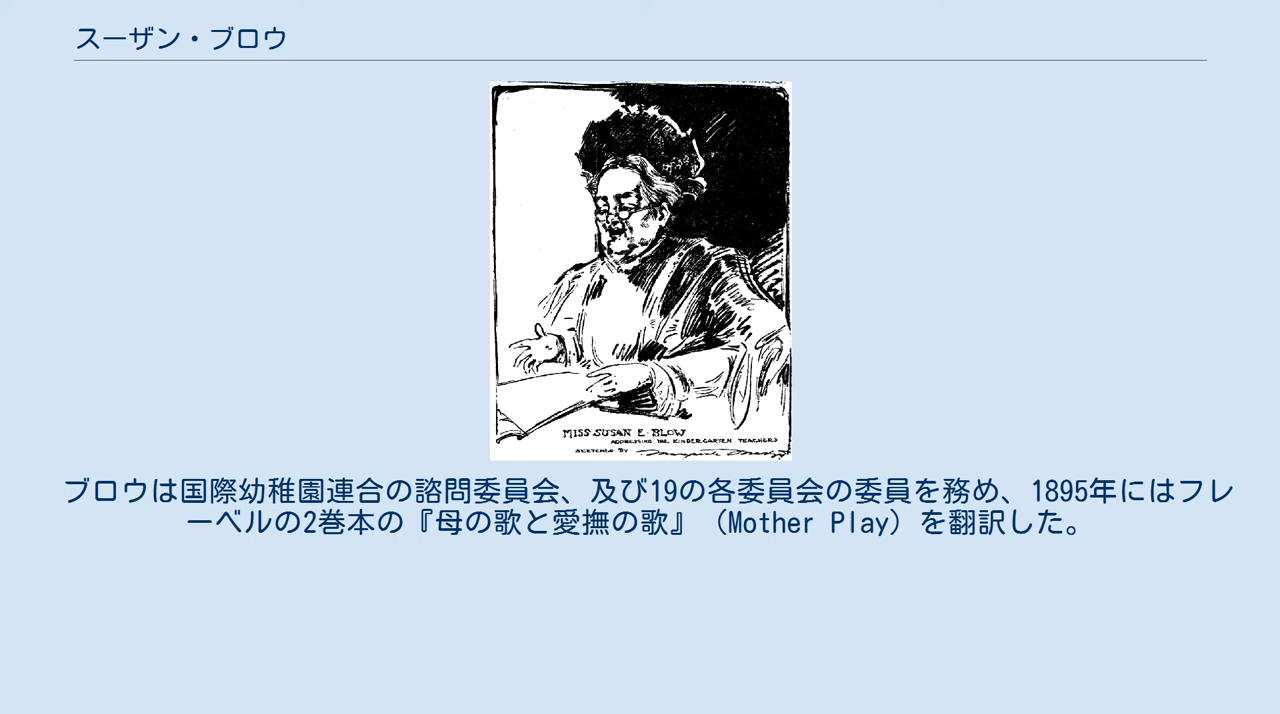 スーザン・ブロウ
MISS SUSAN E. BLOW
ADDRESSING THE KINDERGARTEN TEACHERS
SKETCHED BY
ブロウは国際幼稚園連合の諮問委員会、及び19の各委員会の委員を務め、1895年にはフレ
ーベルの2巻本の『母の歌と愛撫の歌』（Mother Play）を翻訳した。